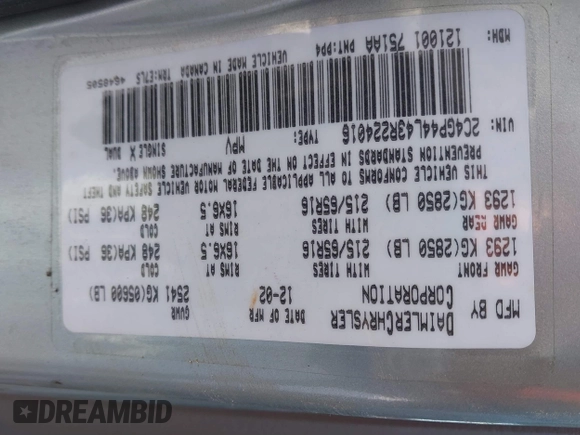 MFD BY DAIMLERCHRYSLER CORPORATION
DATE OF MFR 12-02
GVWR 2541 KG(05600 LB)
GAWR FRONT WITH TIRES RIMS AT COLD
1293 KG(2850 LB) 215/65R16 16X6.5 248 KPA(36 PSI)
GAWR REAR WITH TIRES RIMS AT COLD
1293 KG(2850 LB) 215/65R16 16X6.5 248 KPA(36 PSI)
THIS VEHICLE CONFORMS TO ALL APPLICABLE FEDERAL MOTOR VEHICLE SAFETY AND THEFT
PREVENTION STANDARDS IN EFFECT ON THE DATE OF MANUFACTURE SHOWN ABOVE.
VIN: 2C4GP44L43R224016 TYPE: MPV SINGLE X DUAL
MDH: 121001 751AA PNT:PP4
VEHICLE MADE IN CANADA TRN:ETLS 4648505
DREAMBID